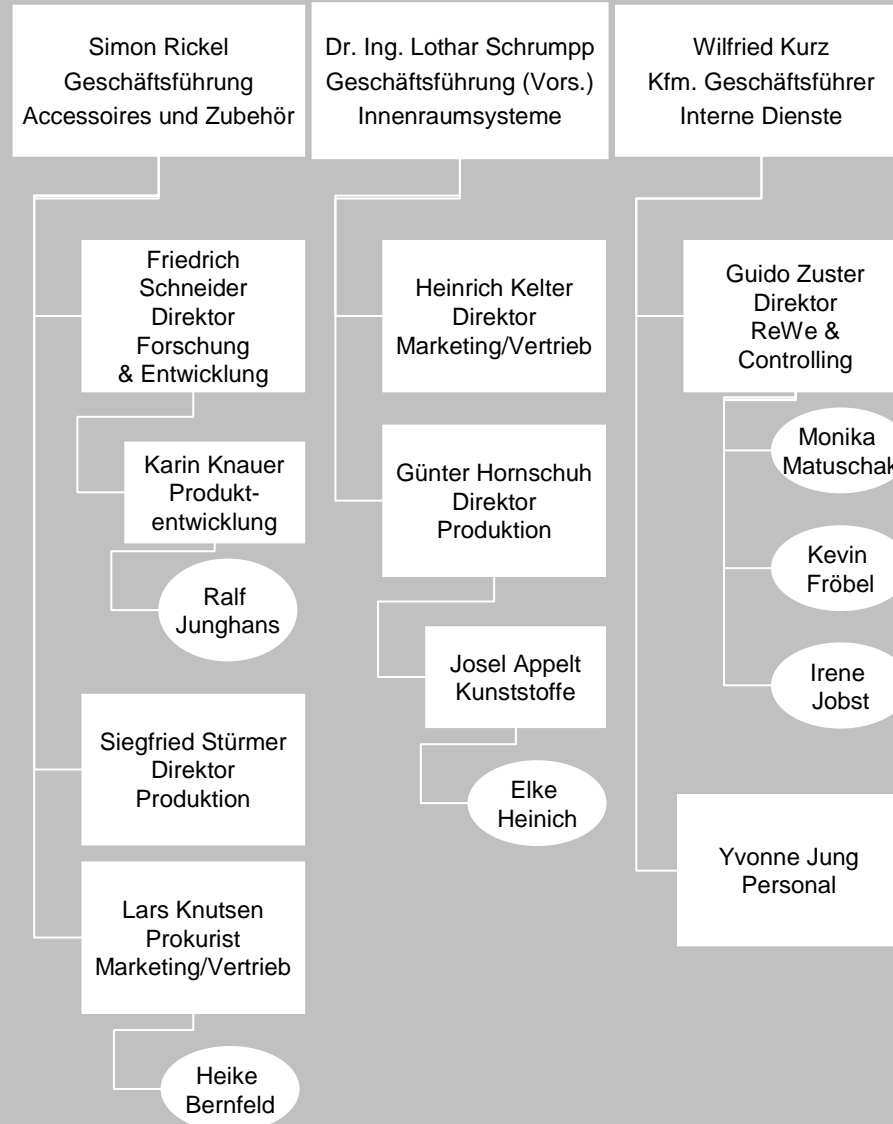 Simon Rickel
Geschäftsführung
Accessoires und Zubehör
Friedrich
Schneider
Direktor
Forschung
& Entwicklung
Karin Knauer
Produkt-
entwicklung
Ralf
Junghans
Siegfried Stürmer
Direktor
Produktion
Lars Knutsen
Prokurist
Marketing/Vertrieb
Heike
Bernfeld
Dr. Ing. Lothar Schrumpp
Geschäftsführung (Vors.)
Innenraumsysteme
Heinrich Kelter
Direktor
Marketing/Vertrieb
Günter Hornschuh
Direktor
Produktion
Josel Appelt
Kunststoffe
Elke
Heinich
Wilfried Kurz
Kfm. Geschäftsführer
Interne Dienste
Guido Zuster
Direktor
ReWe &
Controlling
Monika
Matuschak
Kevin
Fröbel
Irene
Jobst
Yvonne Jung
Personal